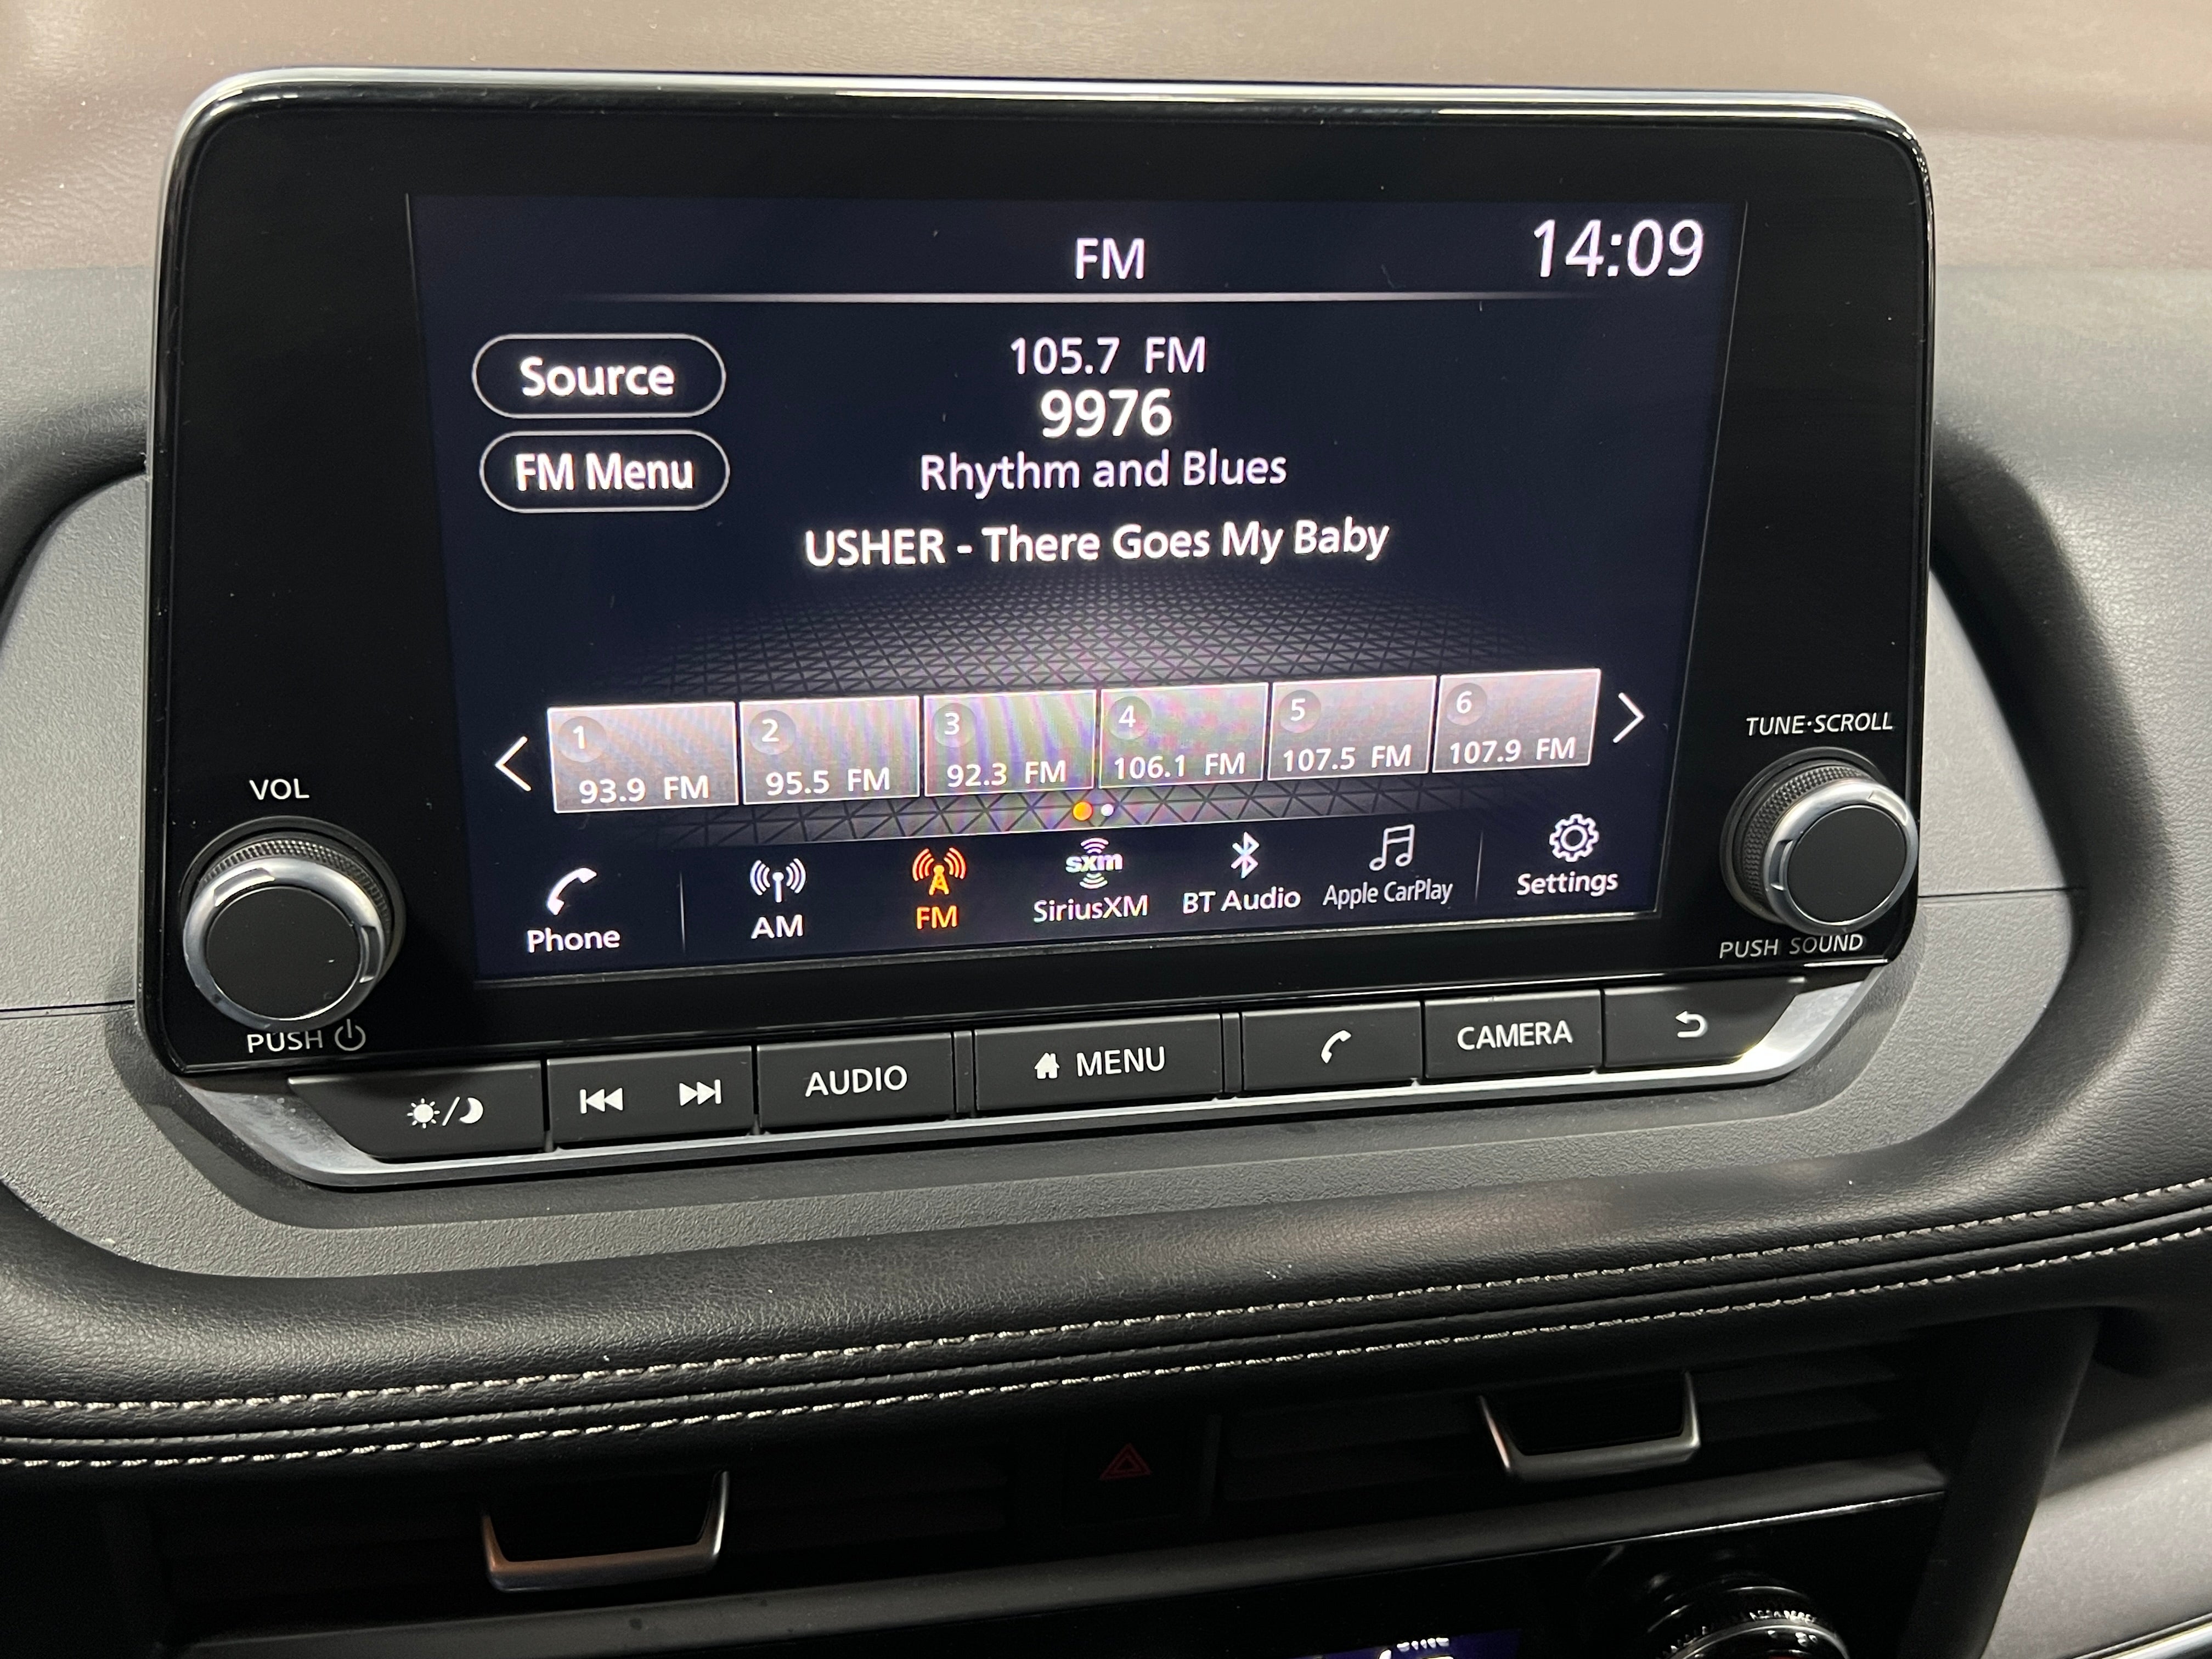 FM
14:09
Source
FM Menu
105.7 FM
9976
Rhythm and Blues
USHER - There Goes My Baby
1
93.9 FM
2
95.5 FM
3
92.3 FM
4
106.1 FM
5
107.5 FM
6
107.9 FM
VOL
PUSH
TUNE·SCROLL
PUSH SOUND
Phone
AM
FM
sxm
SiriusXM
BT Audio
Apple CarPlay
Settings
AUDIO
MENU
CAMERA